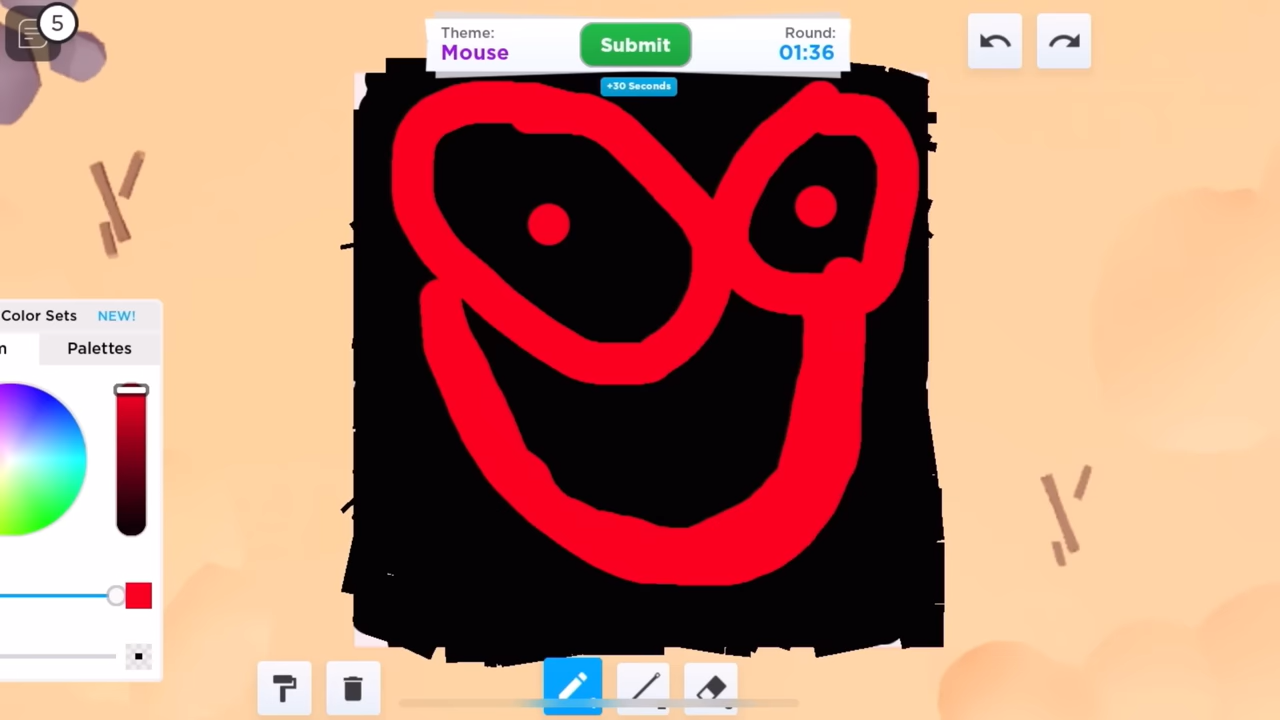 5
Theme:
Mouse
Submit
Round:
01:36
+30 Seconds
Color Sets NEW!
Palettes